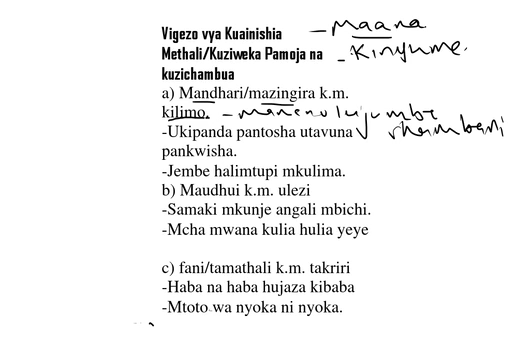 Vigezo vya Kuainishia - Maana
Methali/Kuziweka Pamoja na - Kinyume.
kuzichambua
a) Mandhari/mazingira k.m.
kilimo. - maneno
-Ukipanda pantosha utavuna shambani
pankwisha.
-Jembe halimtupi mkulima.
b) Maudhui k.m. ulezi
-Samaki mkunje angali mbichi.
-Mcha mwana kulia hulia yeye
c) fani/tamathali k.m. takriri
-Haba na haba hujaza kibaba
-Mtoto wa nyoka ni nyoka.